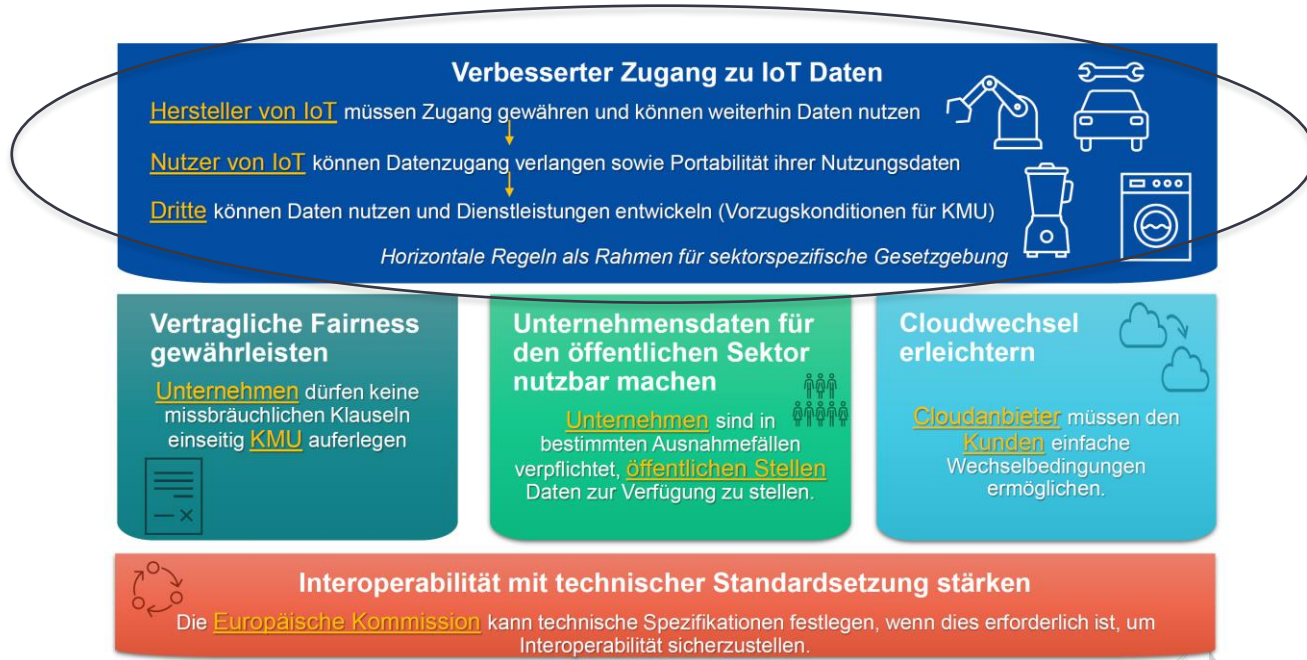 Verbesserter Zugang zu IoT Daten
Hersteller von IoT müssen Zugang gewähren und können weiterhin Daten nutzen
Nutzer von IoT können Datenzugang verlangen sowie Portabilität ihrer Nutzungsdaten
Dritte können Daten nutzen und Dienstleistungen entwickeln (Vorzugskonditionen für KMU)
Horizontale Regeln als Rahmen für sektorspezifische Gesetzgebung
Vertragliche Fairness
gewährleisten
Unternehmen dürfen keine
missbräuchlichen Klauseln
einseitig KMU auferlegen
Unternehmensdaten für
den öffentlichen Sektor
nutzbar machen
Unternehmen sind in
bestimmten Ausnahmefällen
verpflichtet, öffentlichen Stellen
Daten zur Verfügung zu stellen.
Cloudwechsel
erleichtern
Cloudanbieter müssen den
Kunden einfache
Wechselbedingungen
ermöglichen.
Interoperabilität mit technischer Standardsetzung stärken
Die Europäische Kommission kann technische Spezifikationen festlegen, wenn dies erforderlich ist, um
Interoperabilität sicherzustellen.